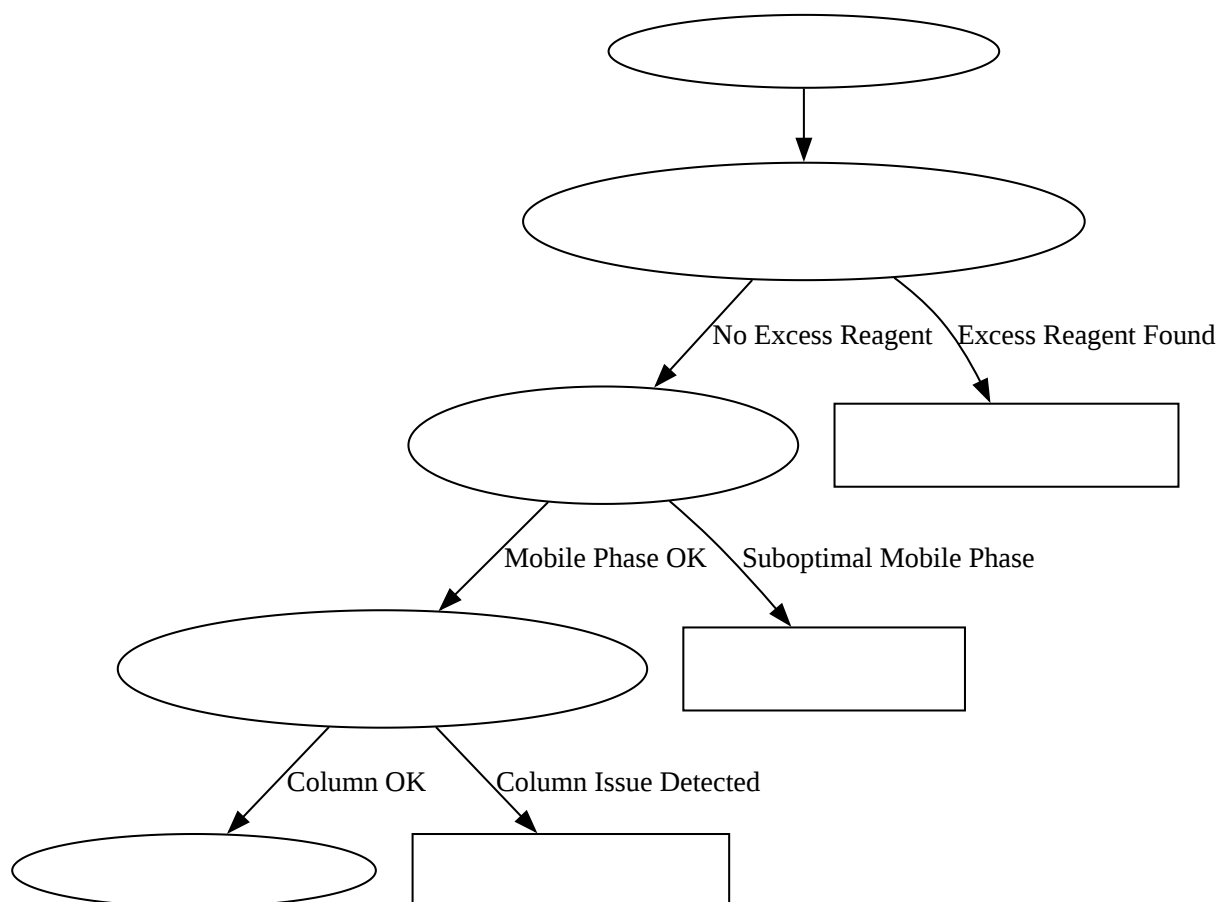 No Excess Reagent
Excess Reagent Found
Mobile Phase OK
Suboptimal Mobile Phase
Column OK
Column Issue Detected